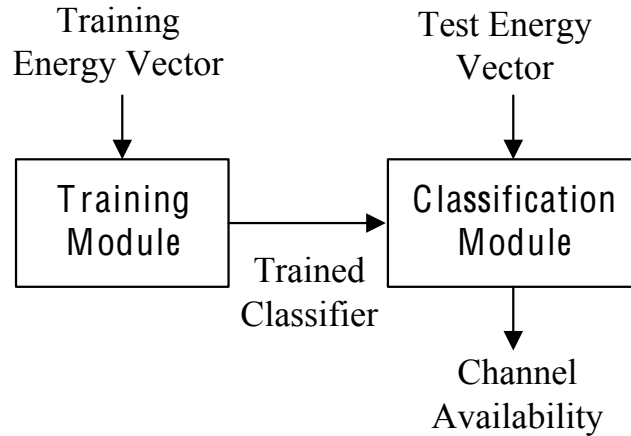 Training
Energy Vector
Test Energy
Vector
Training
Module
Classification
Module
Trained
Classifier
Channel
Availability